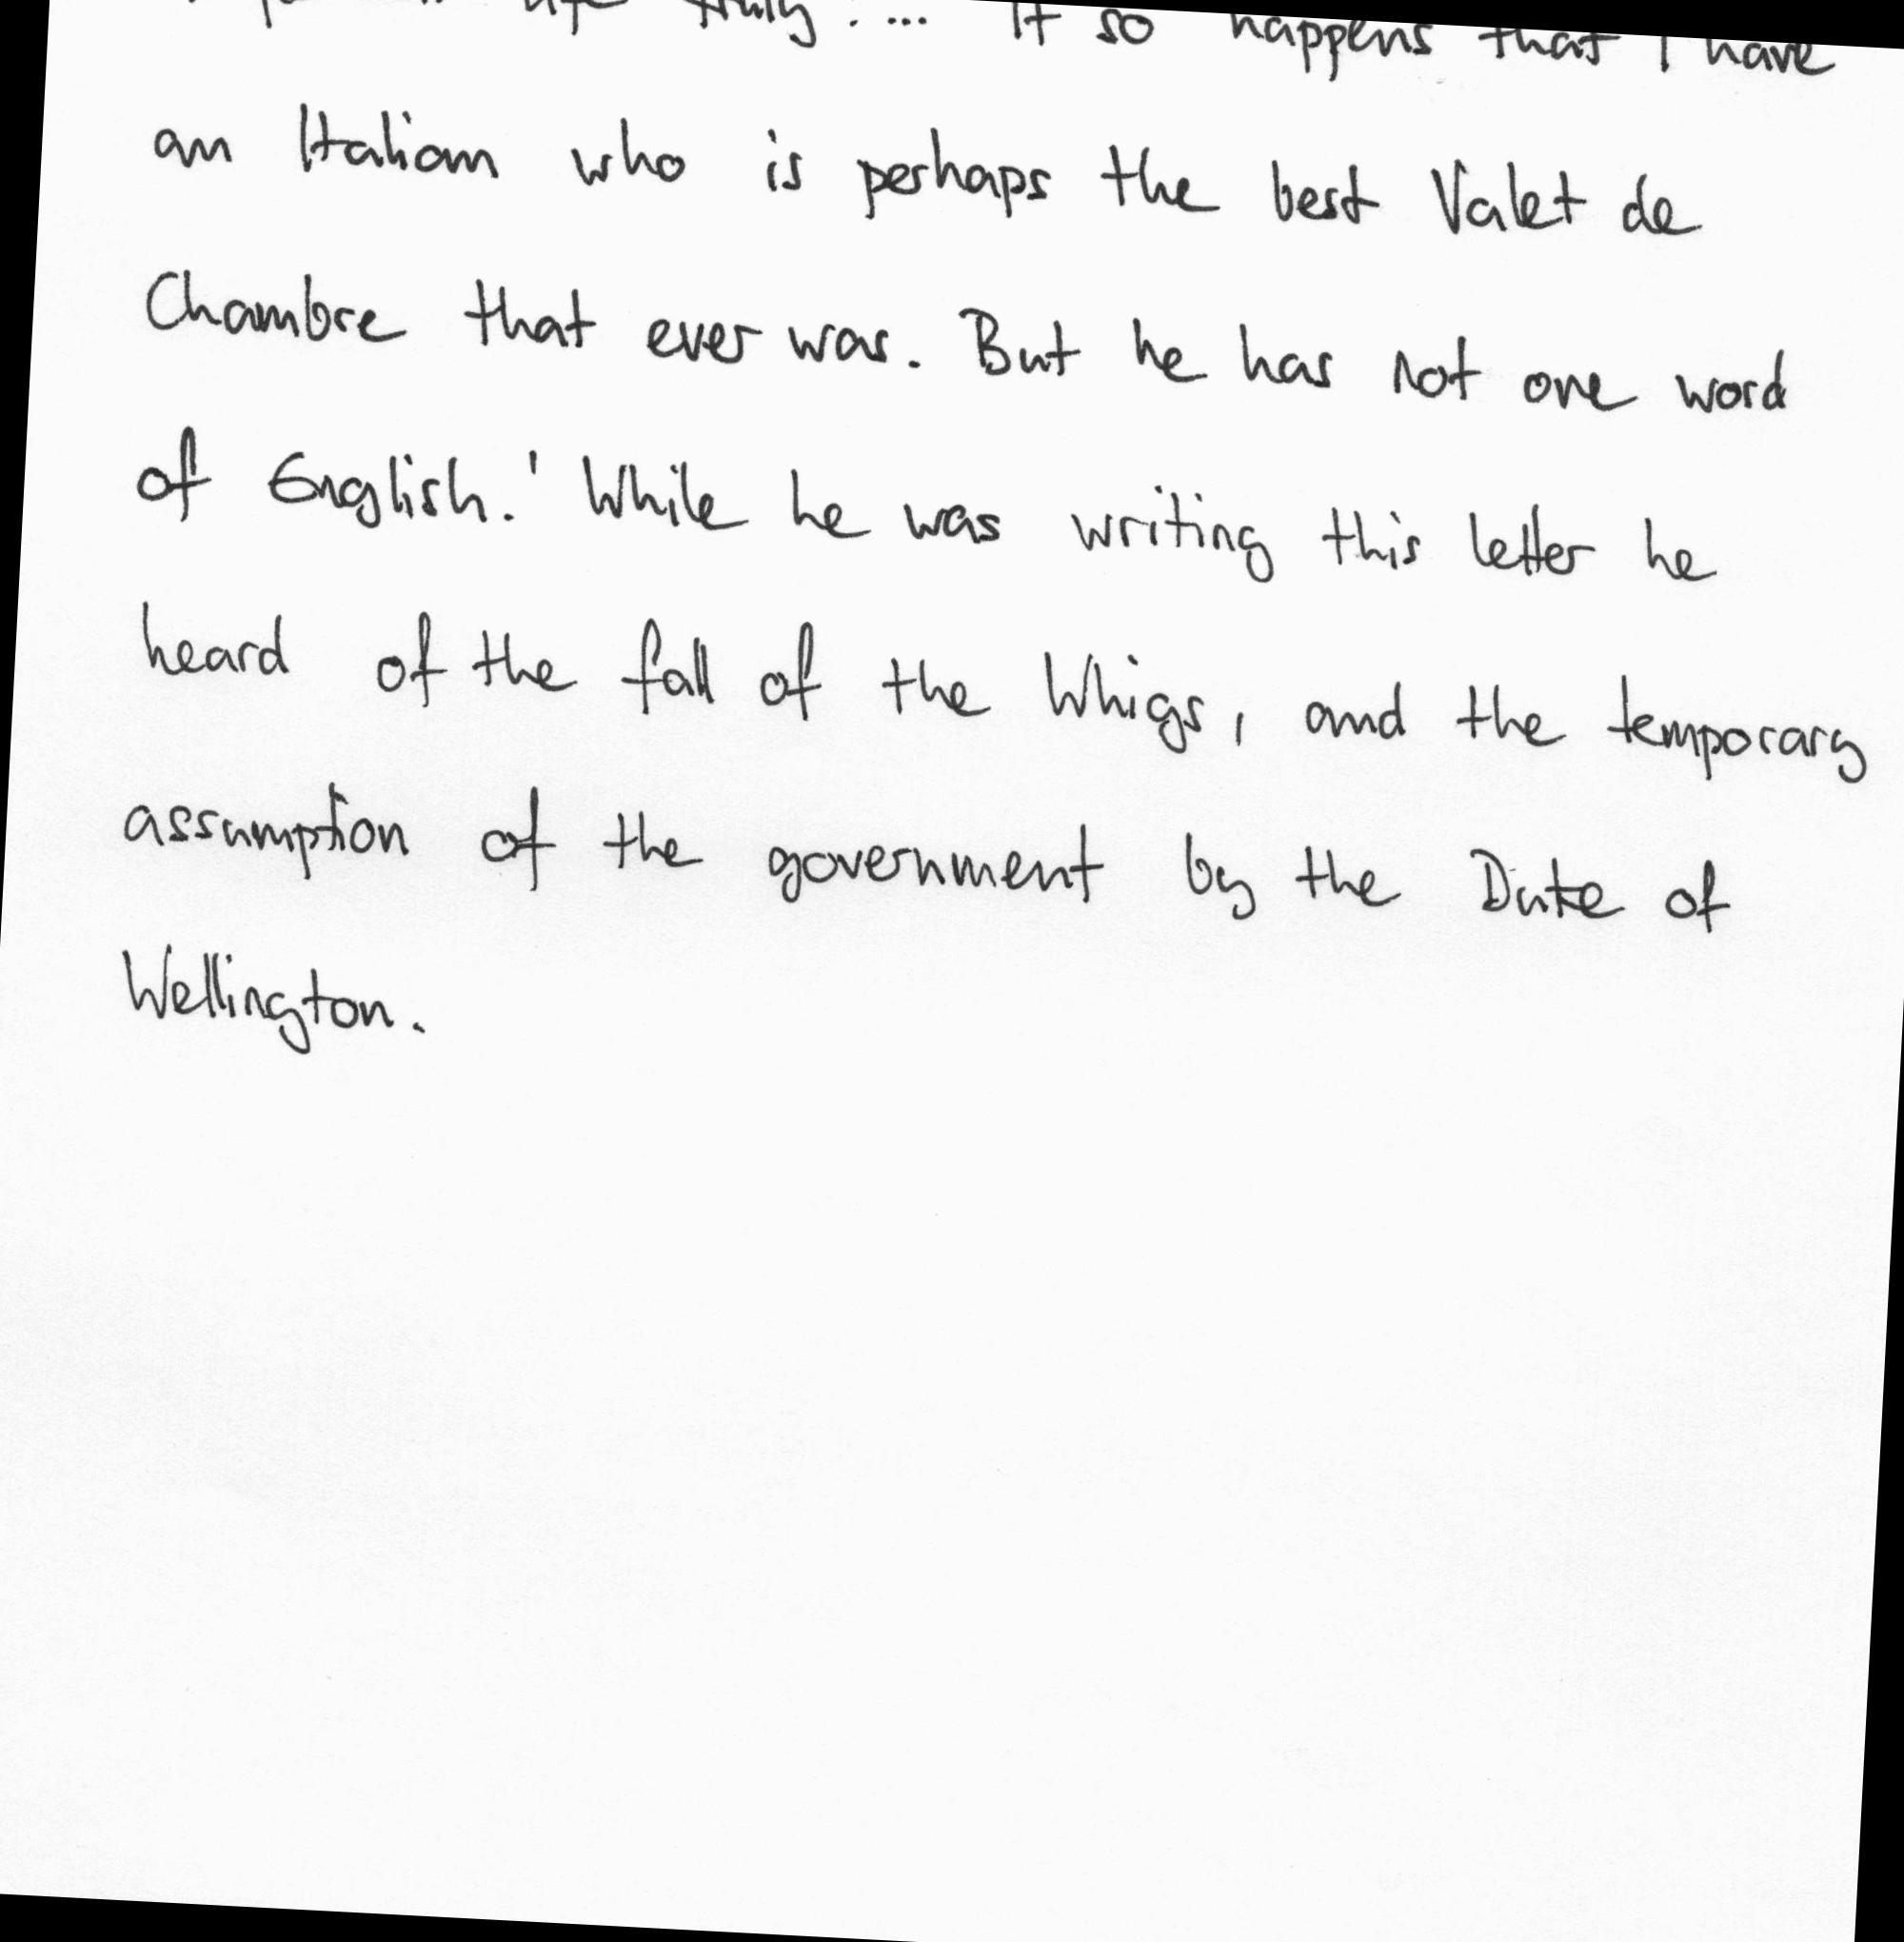 truly. ... It so happens that I have
an Italian who is perhaps the best Valet de
Chambre that ever was. But he has not one word
of English.' While he was writing this letter he
heard of the fall of the Whigs, and the temporary
assumption of the government by the Duke of
Wellington.